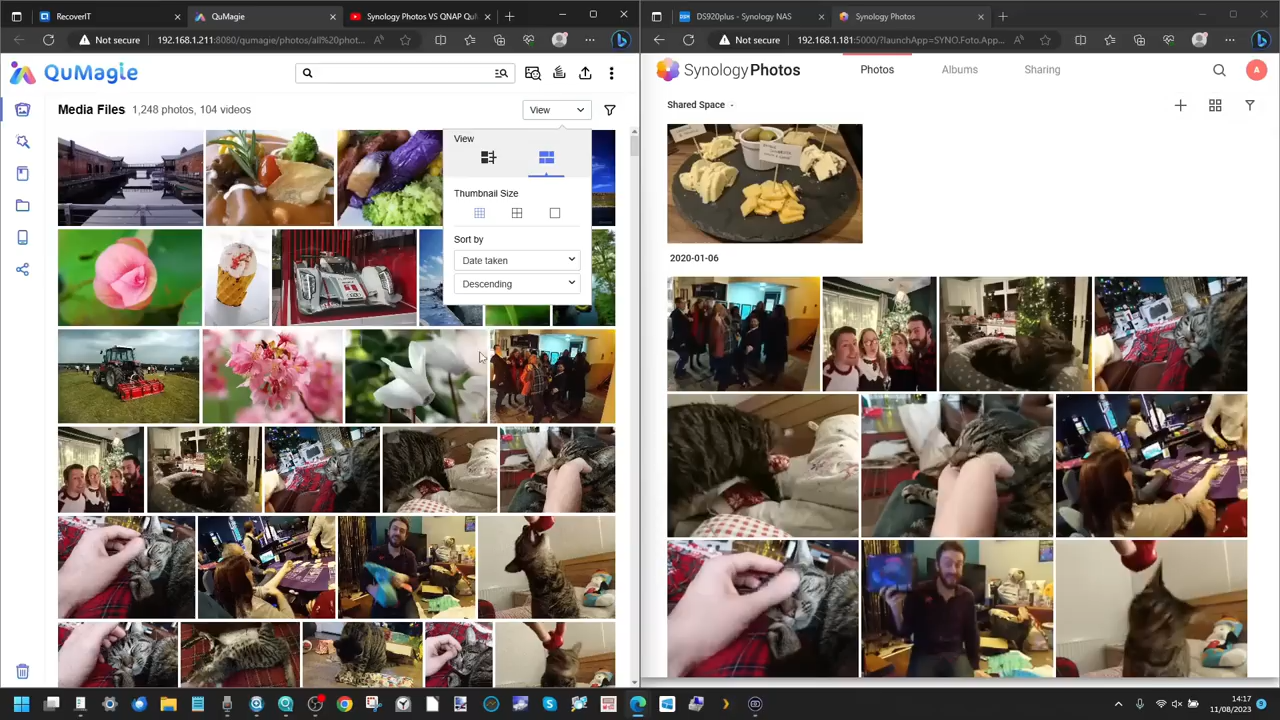 RecoverIT
QuMagie
Synology Photos VS QNAP Qu
Not secure
192.168.1.211:8080/qumagie/photos/all%20phot...
QuMagie
Media Files
1,248 photos, 104 videos
View
View
Thumbnail Size
Sort by
Date taken
Descending
DS920plus - Synology NAS
Synology Photos
Not secure
192.168.1.181:5000/?launchApp=SYNO.Foto.App...
SynologyPhotos
Photos
Albums
Sharing
A
Shared Space
2020-01-06
14:17
11/08/2023